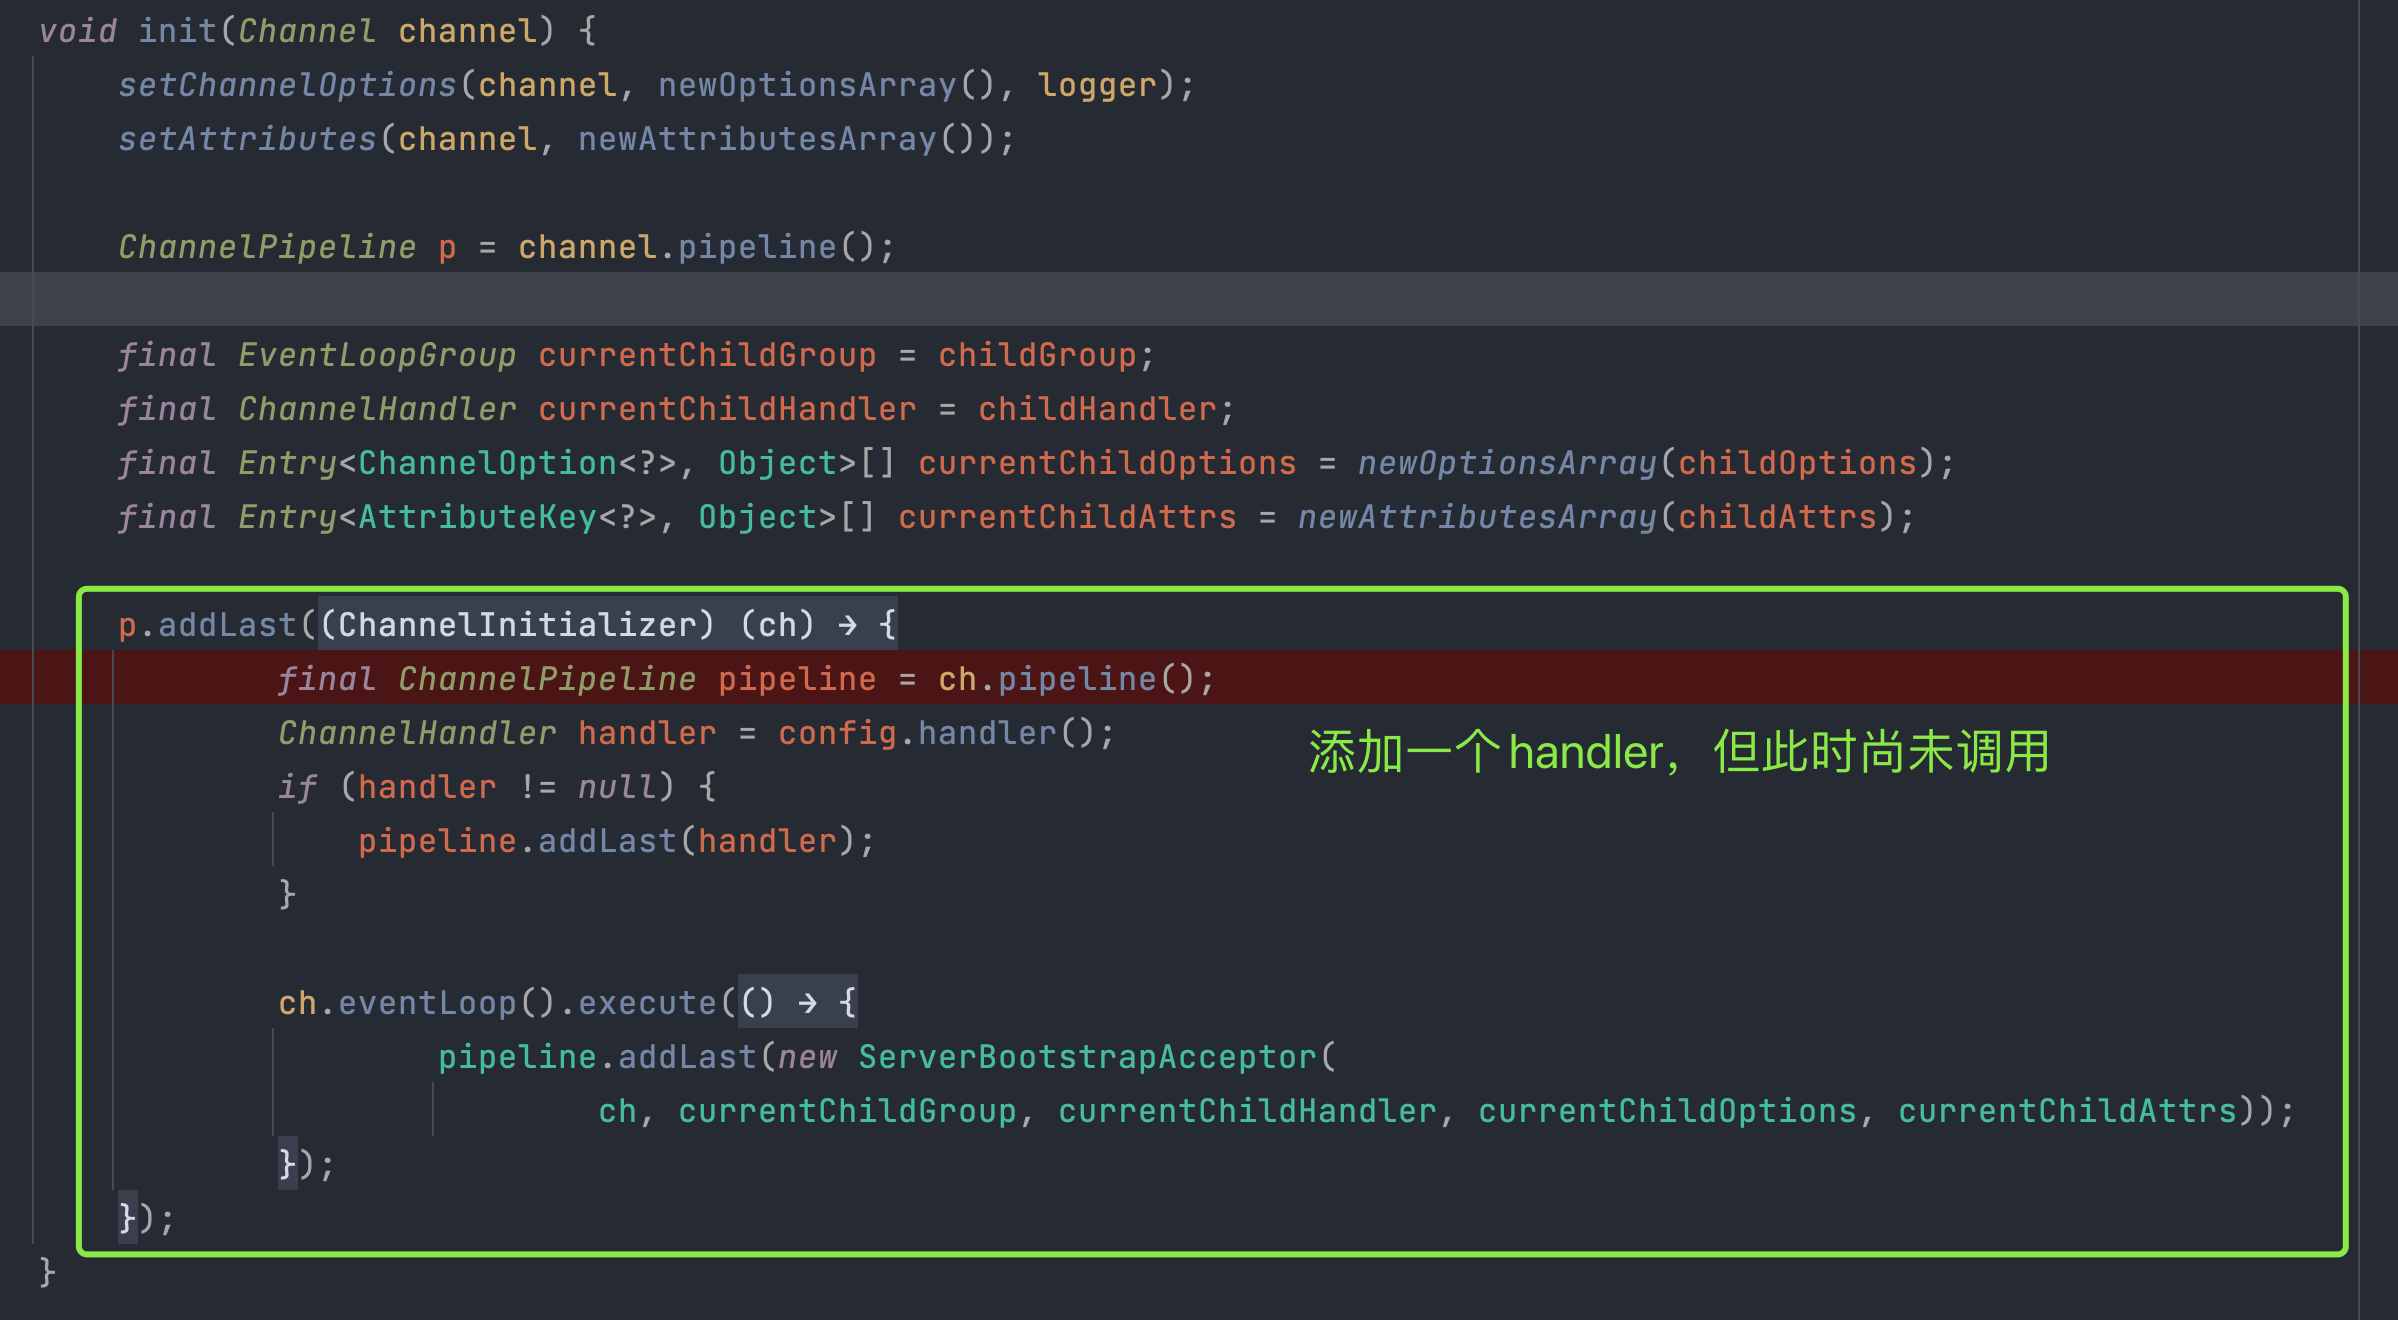 void init(Channel channel) {
setChannelOptions(channel, newOptionsArray(), logger);
setAttributes(channel, newAttributesArray());
ChannelPipeline p = channel.pipeline();
final EventLoopGroup currentChildGroup = childGroup;
final ChannelHandler currentChildHandler = childHandler;
final Entry<ChannelOption<?>, Object>[] currentChildOptions = newOptionsArray(childOptions);
final Entry<AttributeKey<?>, Object>[] currentChildAttrs = newAttributesArray(childAttrs);
p.addLast((ChannelInitializer) (ch) → {
final ChannelPipeline pipeline = ch.pipeline();
ChannelHandler handler = config.handler();
添加一个handler，但此时尚未调用
if (handler != null) {
pipeline.addLast(handler);
}
ch.eventLoop().execute(() → {
pipeline.addLast(new ServerBootstrapAcceptor(
ch, currentChildGroup, currentChildHandler, currentChildOptions, currentChildAttrs));
});
});
}